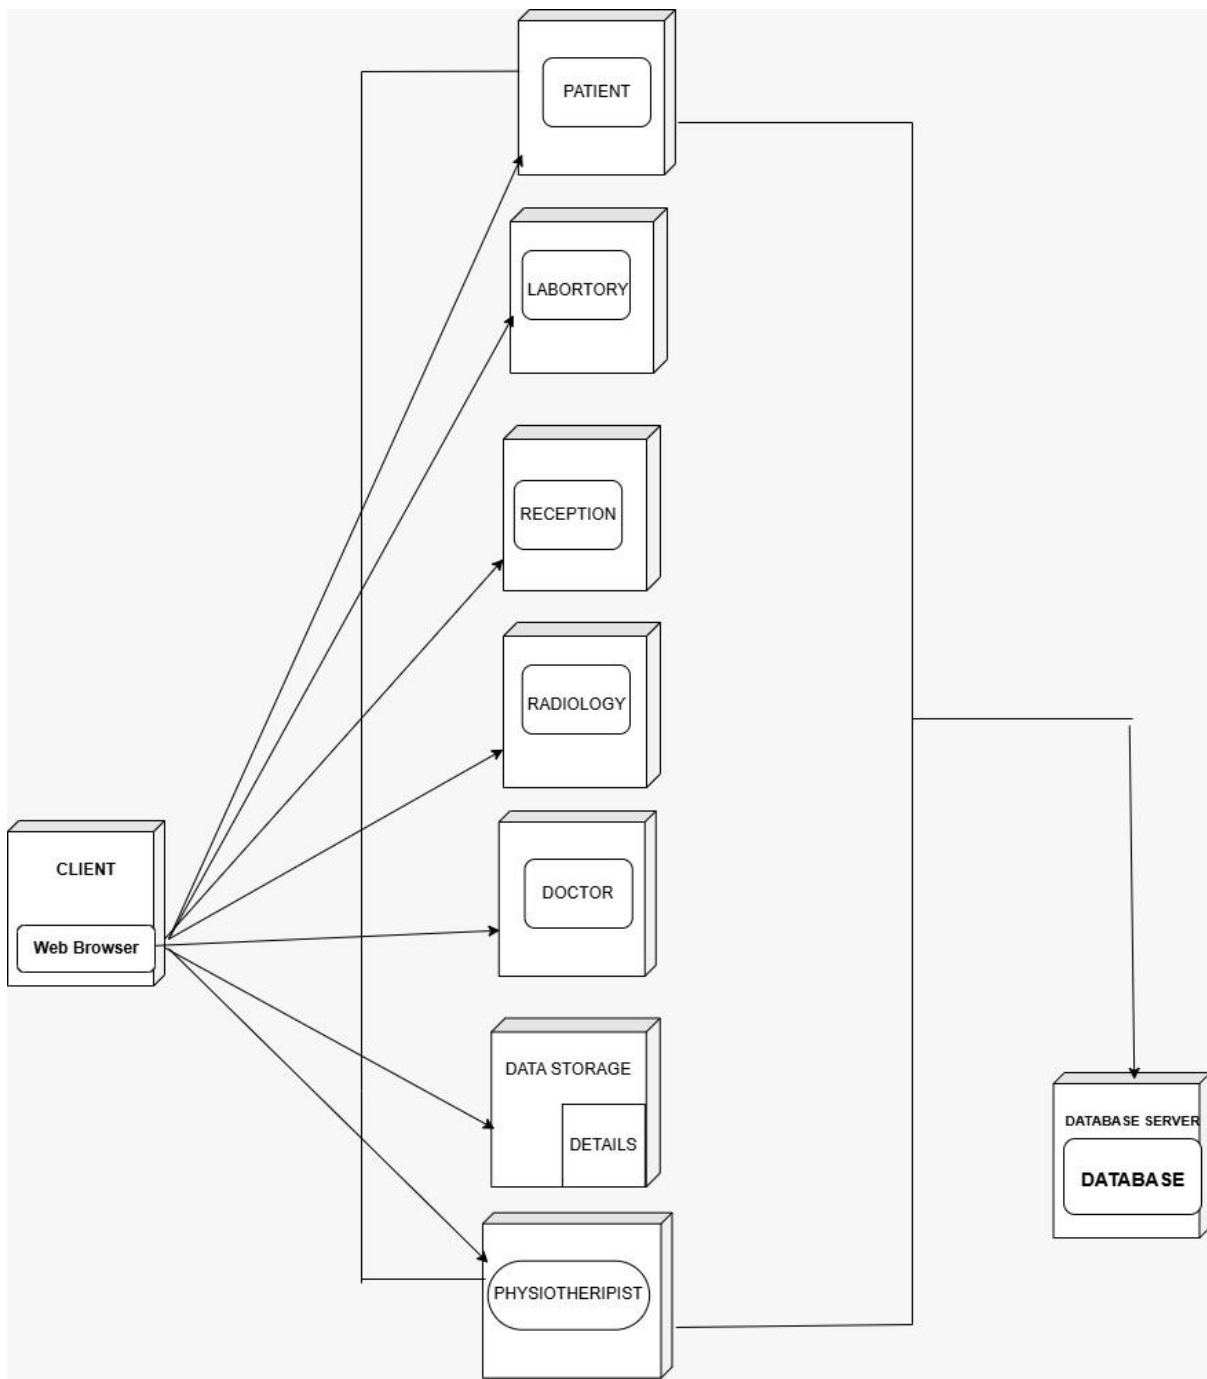 PATIENT
LABORTORY
RECEPTION
RADIOLOGY
CLIENT
Web Browser
DOCTOR
DATA STORAGE
DETAILS
DATABASE SERVER
DATABASE
PHYSIOTHERIPIST